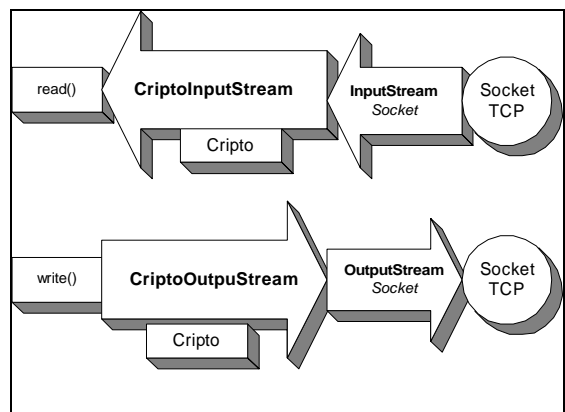 read()
CriptoInputStream
Cripto
InputStream
Socket
Socket
TCP
write()
CriptoOutpuStream
Cripto
OutputStream
Socket
Socket
TCP